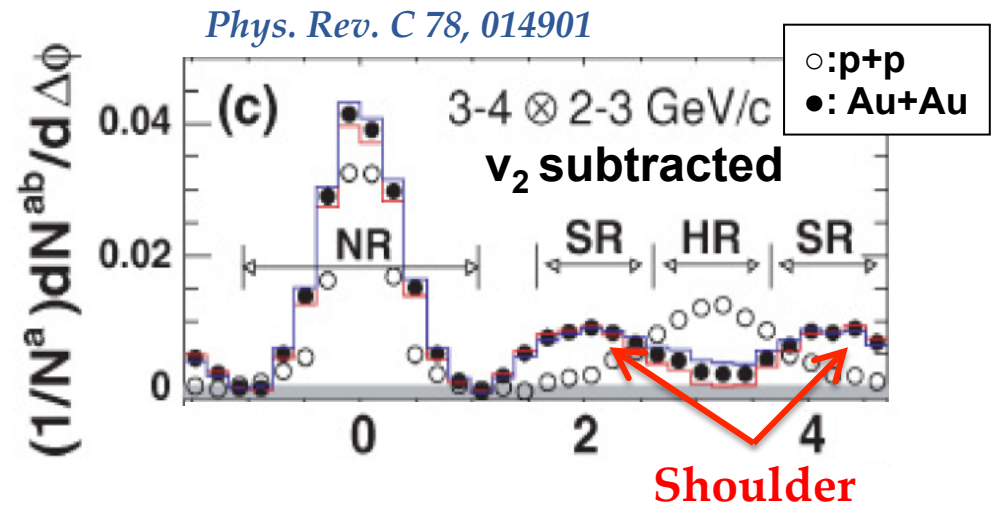 Phys. Rev. C 78, 014901
○:p+p
●: Au+Au
(1/Nᵃ)dNᵃᵇ/d Δϕ
0.04
0.02
0
(c)
3-4 ⊗ 2-3 GeV/c
v₂ subtracted
NR
SR
HR
SR
0
2
4
Shoulder